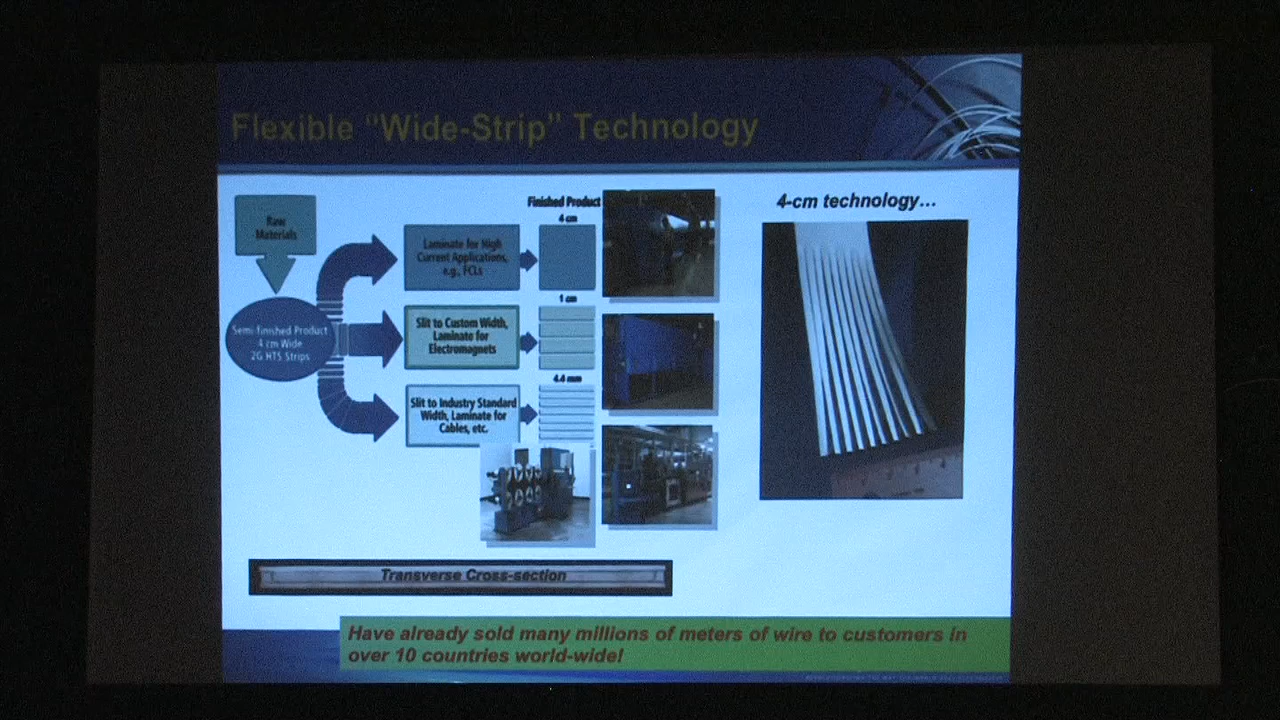 Flexible “Wide-Strip” Technology
Raw
Materials
Semi-finished Product
4 cm Wide
2G HTS Strips
Laminate for High
Current Applications,
e.g., FCLs
Slit to Custom Width,
Laminate for
Electromagnets
Slit to Industry Standard
Width, Laminate for
Cables, etc.
Finished Product
4 cm
1 cm
4.4 mm
4-cm technology…
Transverse Cross-section
Have already sold many millions of meters of wire to customers in
over 10 countries world-wide!